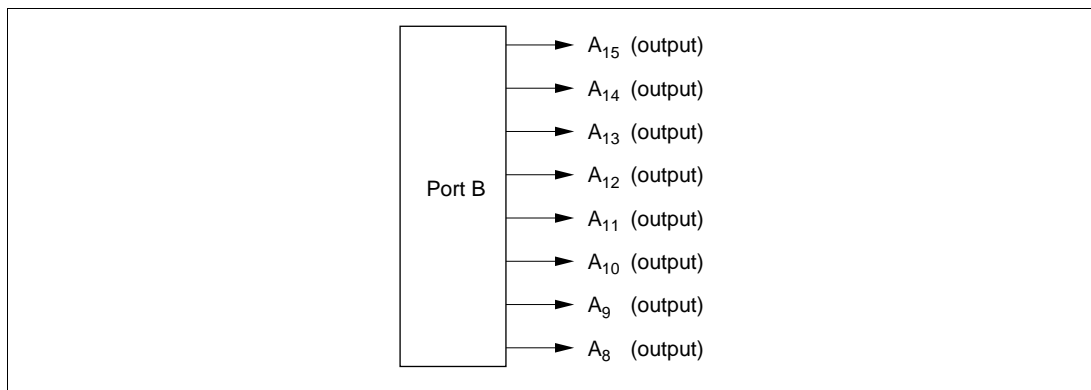 A15 (output)
A14 (output)
A13 (output)
A12 (output)
Port B
A11 (output)
A10 (output)
A9 (output)
A8 (output)